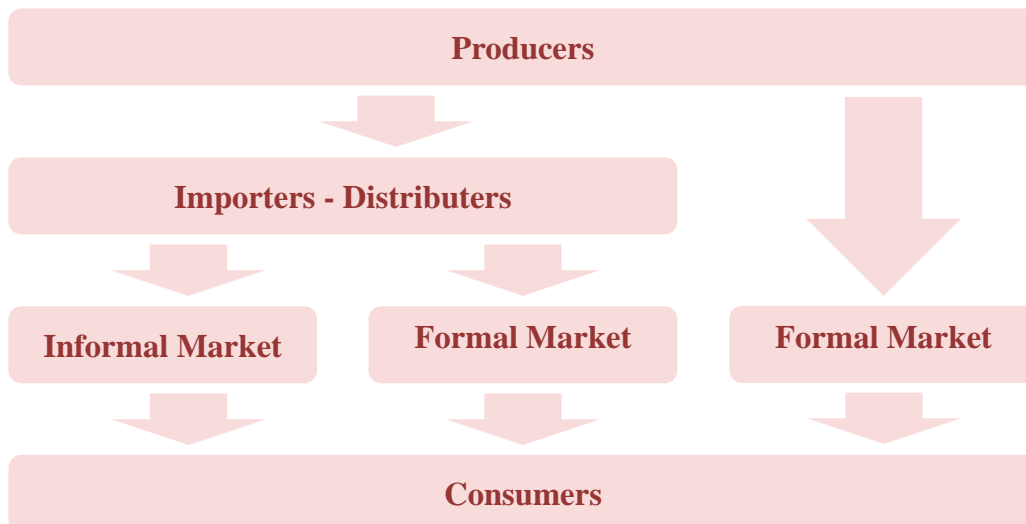 Producers
Importers - Distributers
Informal Market
Formal Market
Formal Market
Consumers